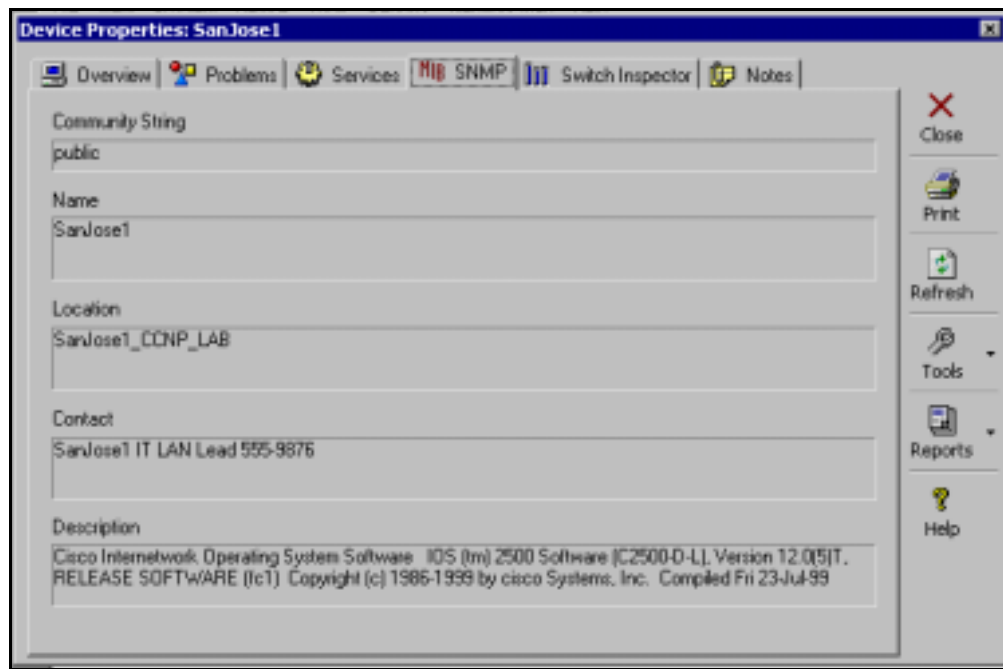 Device Properties: SanJose1
Overview
Problems
Services
MIB SNMP
Switch Inspector
Notes
Community String
public
Name
SanJose1
Location
SanJose1_CCNP_LAB
Contact
SanJose1 IT LAN Lead 555-9876
Description
Cisco Internetwork Operating System Software IOS (tm) 2500 Software (C2500-D-L), Version 12.0(5)T,
RELEASE SOFTWARE (fc1) Copyright (c) 1986-1999 by cisco Systems, Inc. Compiled Fri 23-Jul-99
Close
Print
Refresh
Tools
Reports
Help